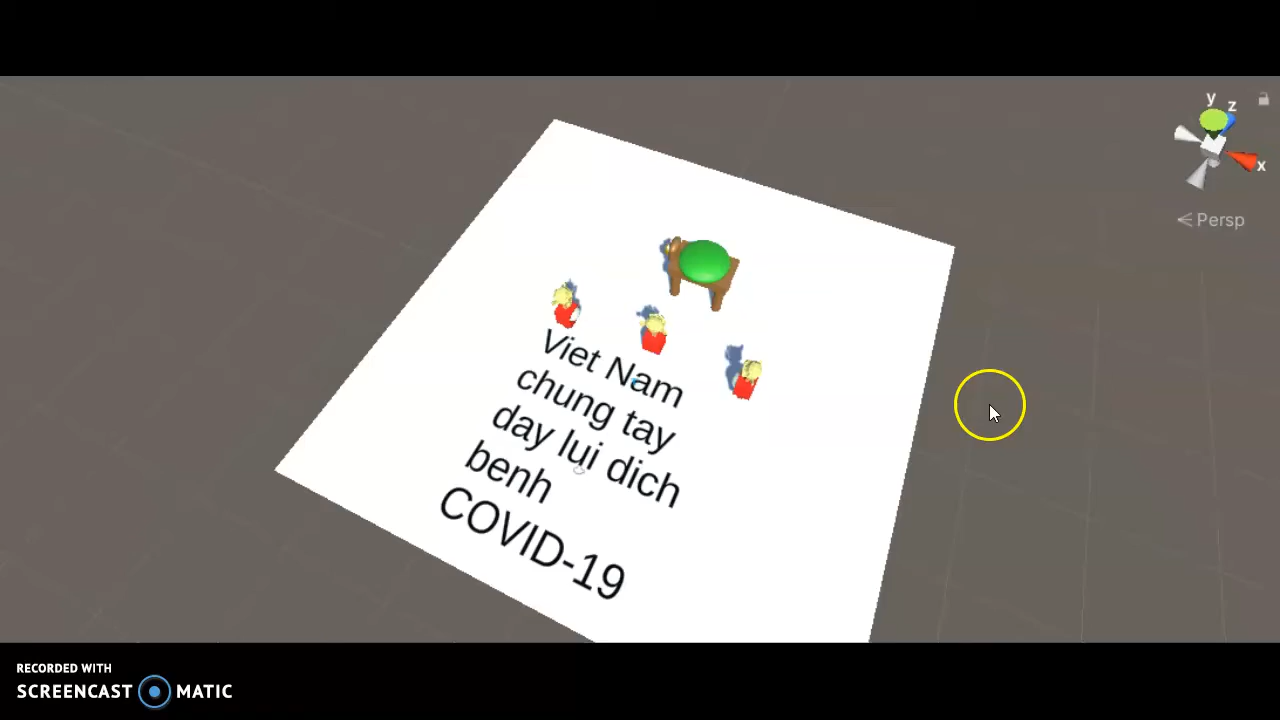 y
z
x
Persp
Viet Nam
chung tay
day lui dich
benh
COVID-19
RECORDED WITH
SCREENCAST MATIC